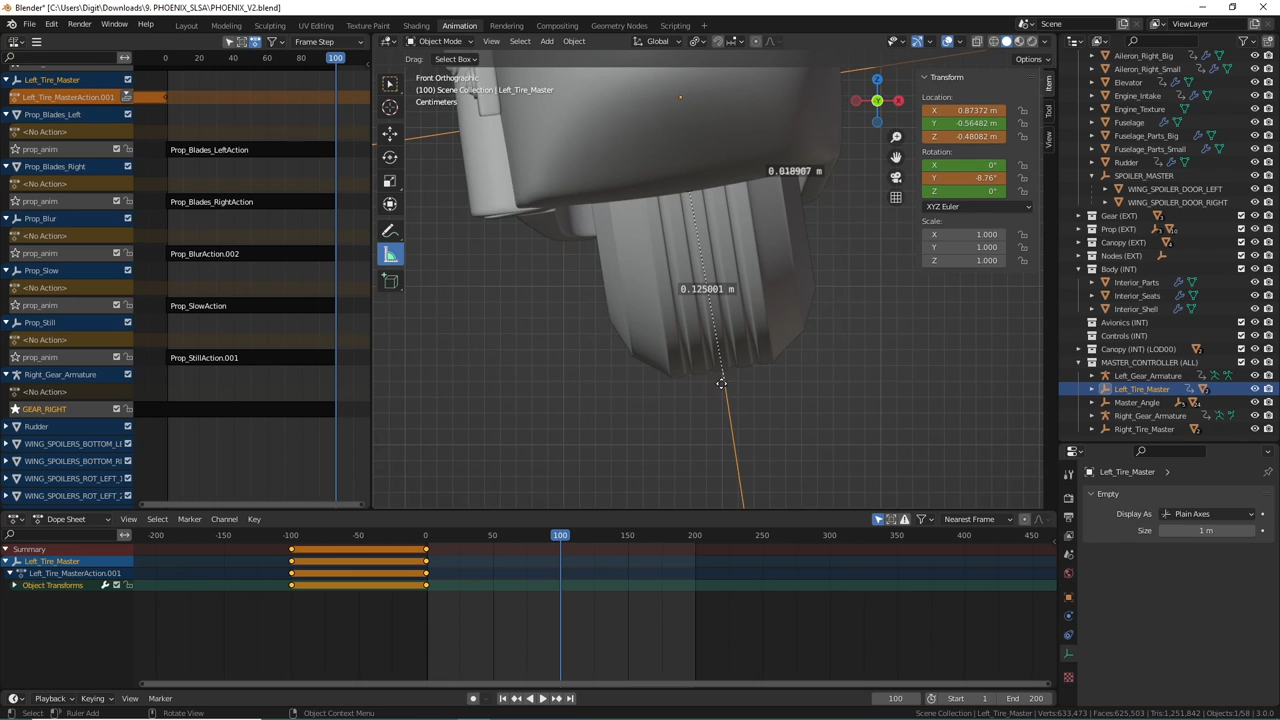 Blender* [C:\Users\Digit\Downloads\9. PHOENIX_SLSA\PHOENIX_V2.blend]
File Edit Render Window Help Layout Modeling Sculpting UV Editing Texture Paint Shading Animation Rendering Compositing Geometry Nodes Scripting + Scene ViewLayer
Frame Step Object Mode View Select Add Object Global
0 20 40 60 80 100 Drag: Select Box Options
Left_Tire_Master
Left_Tire_MasterAction.001
Prop_Blades_Left
<No Action>
prop_anim Prop_Blades_LeftAction
Prop_Blades_Right
<No Action>
prop_anim Prop_Blades_RightAction
Prop_Blur
<No Action>
prop_anim Prop_BlurAction.002
Prop_Slow
<No Action>
prop_anim Prop_SlowAction
Prop_Still
<No Action>
prop_anim Prop_StillAction.001
Right_Gear_Armature
<No Action>
GEAR_RIGHT
Rudder
WING_SPOILERS_BOTTOM_LE
WING_SPOILERS_BOTTOM_RI
WING_SPOILERS_ROT_LEFT_1
WING_SPOILERS_ROT_LEFT_2
Front Orthographic
(100) Scene Collection | Left_Tire_Master
Centimeters
0.018907 m
0.125001 m
Z
X
Y
Transform
Location:
X 0.87372 m
Y -0.56482 m
Z -0.48082 m
Rotation:
X 0°
Y -8.76°
Z 0°
XYZ Euler
Scale:
X 1.000
Y 1.000
Z 1.000
Item
Tool
View
Aileron_Right_Big
Aileron_Right_Small
Elevator
Engine_Intake
Engine_Texture
Fuselage
Fuselage_Parts_Big
Fuselage_Parts_Small
Rudder
SPOILER_MASTER
WING_SPOILER_DOOR_LEFT
WING_SPOILER_DOOR_RIGHT
Gear (EXT)
Prop (EXT)
Canopy (EXT)
Nodes (EXT)
Body (INT)
Interior_Parts
Interior_Seats
Interior_Shell
Avionics (INT)
Controls (INT)
Canopy (INT) (LOD00)
MASTER_CONTROLLER (ALL)
Left_Gear_Armature
Left_Tire_Master
Master_Angle
Right_Gear_Armature
Right_Tire_Master
Left_Tire_Master
Empty
Display As Plain Axes
Size 1 m
Dope Sheet View Select Marker Channel Key Nearest Frame
-200 -150 -100 -50 0 50 100 150 200 250 300 350 400 450
Summary
Left_Tire_Master
Left_Tire_MasterAction.001
Object Transforms
Playback Keying View Marker 100 Start 1 End 200
Select Ruler Add Rotate View Object Context Menu Scene Collection | Left_Tire_Master | Verts:633,473 | Faces:625,503 | Tris:1,251,842 | Objects:1/58 | 3.0.0